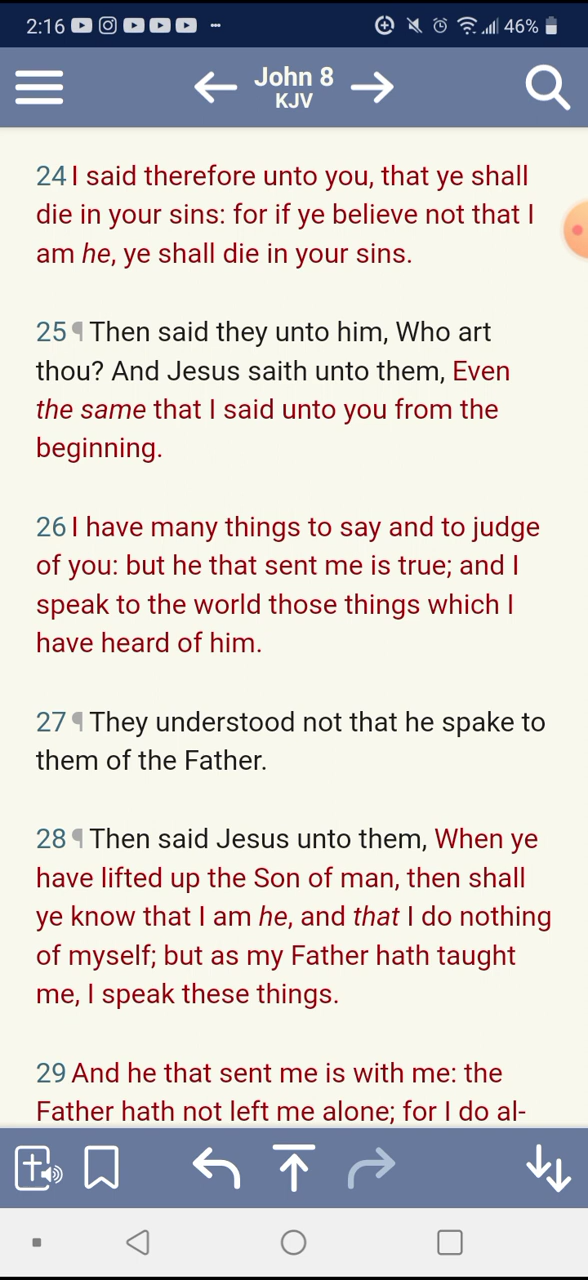 2:16
46%
John 8
KJV
24 I said therefore unto you, that ye shall
die in your sins: for if ye believe not that I
am he, ye shall die in your sins.
25 ¶ Then said they unto him, Who art
thou? And Jesus saith unto them, Even
the same that I said unto you from the
beginning.
26 I have many things to say and to judge
of you: but he that sent me is true; and I
speak to the world those things which I
have heard of him.
27 ¶ They understood not that he spake to
them of the Father.
28 ¶ Then said Jesus unto them, When ye
have lifted up the Son of man, then shall
ye know that I am he, and that I do nothing
of myself; but as my Father hath taught
me, I speak these things.
29 And he that sent me is with me: the
Father hath not left me alone; for I do al-